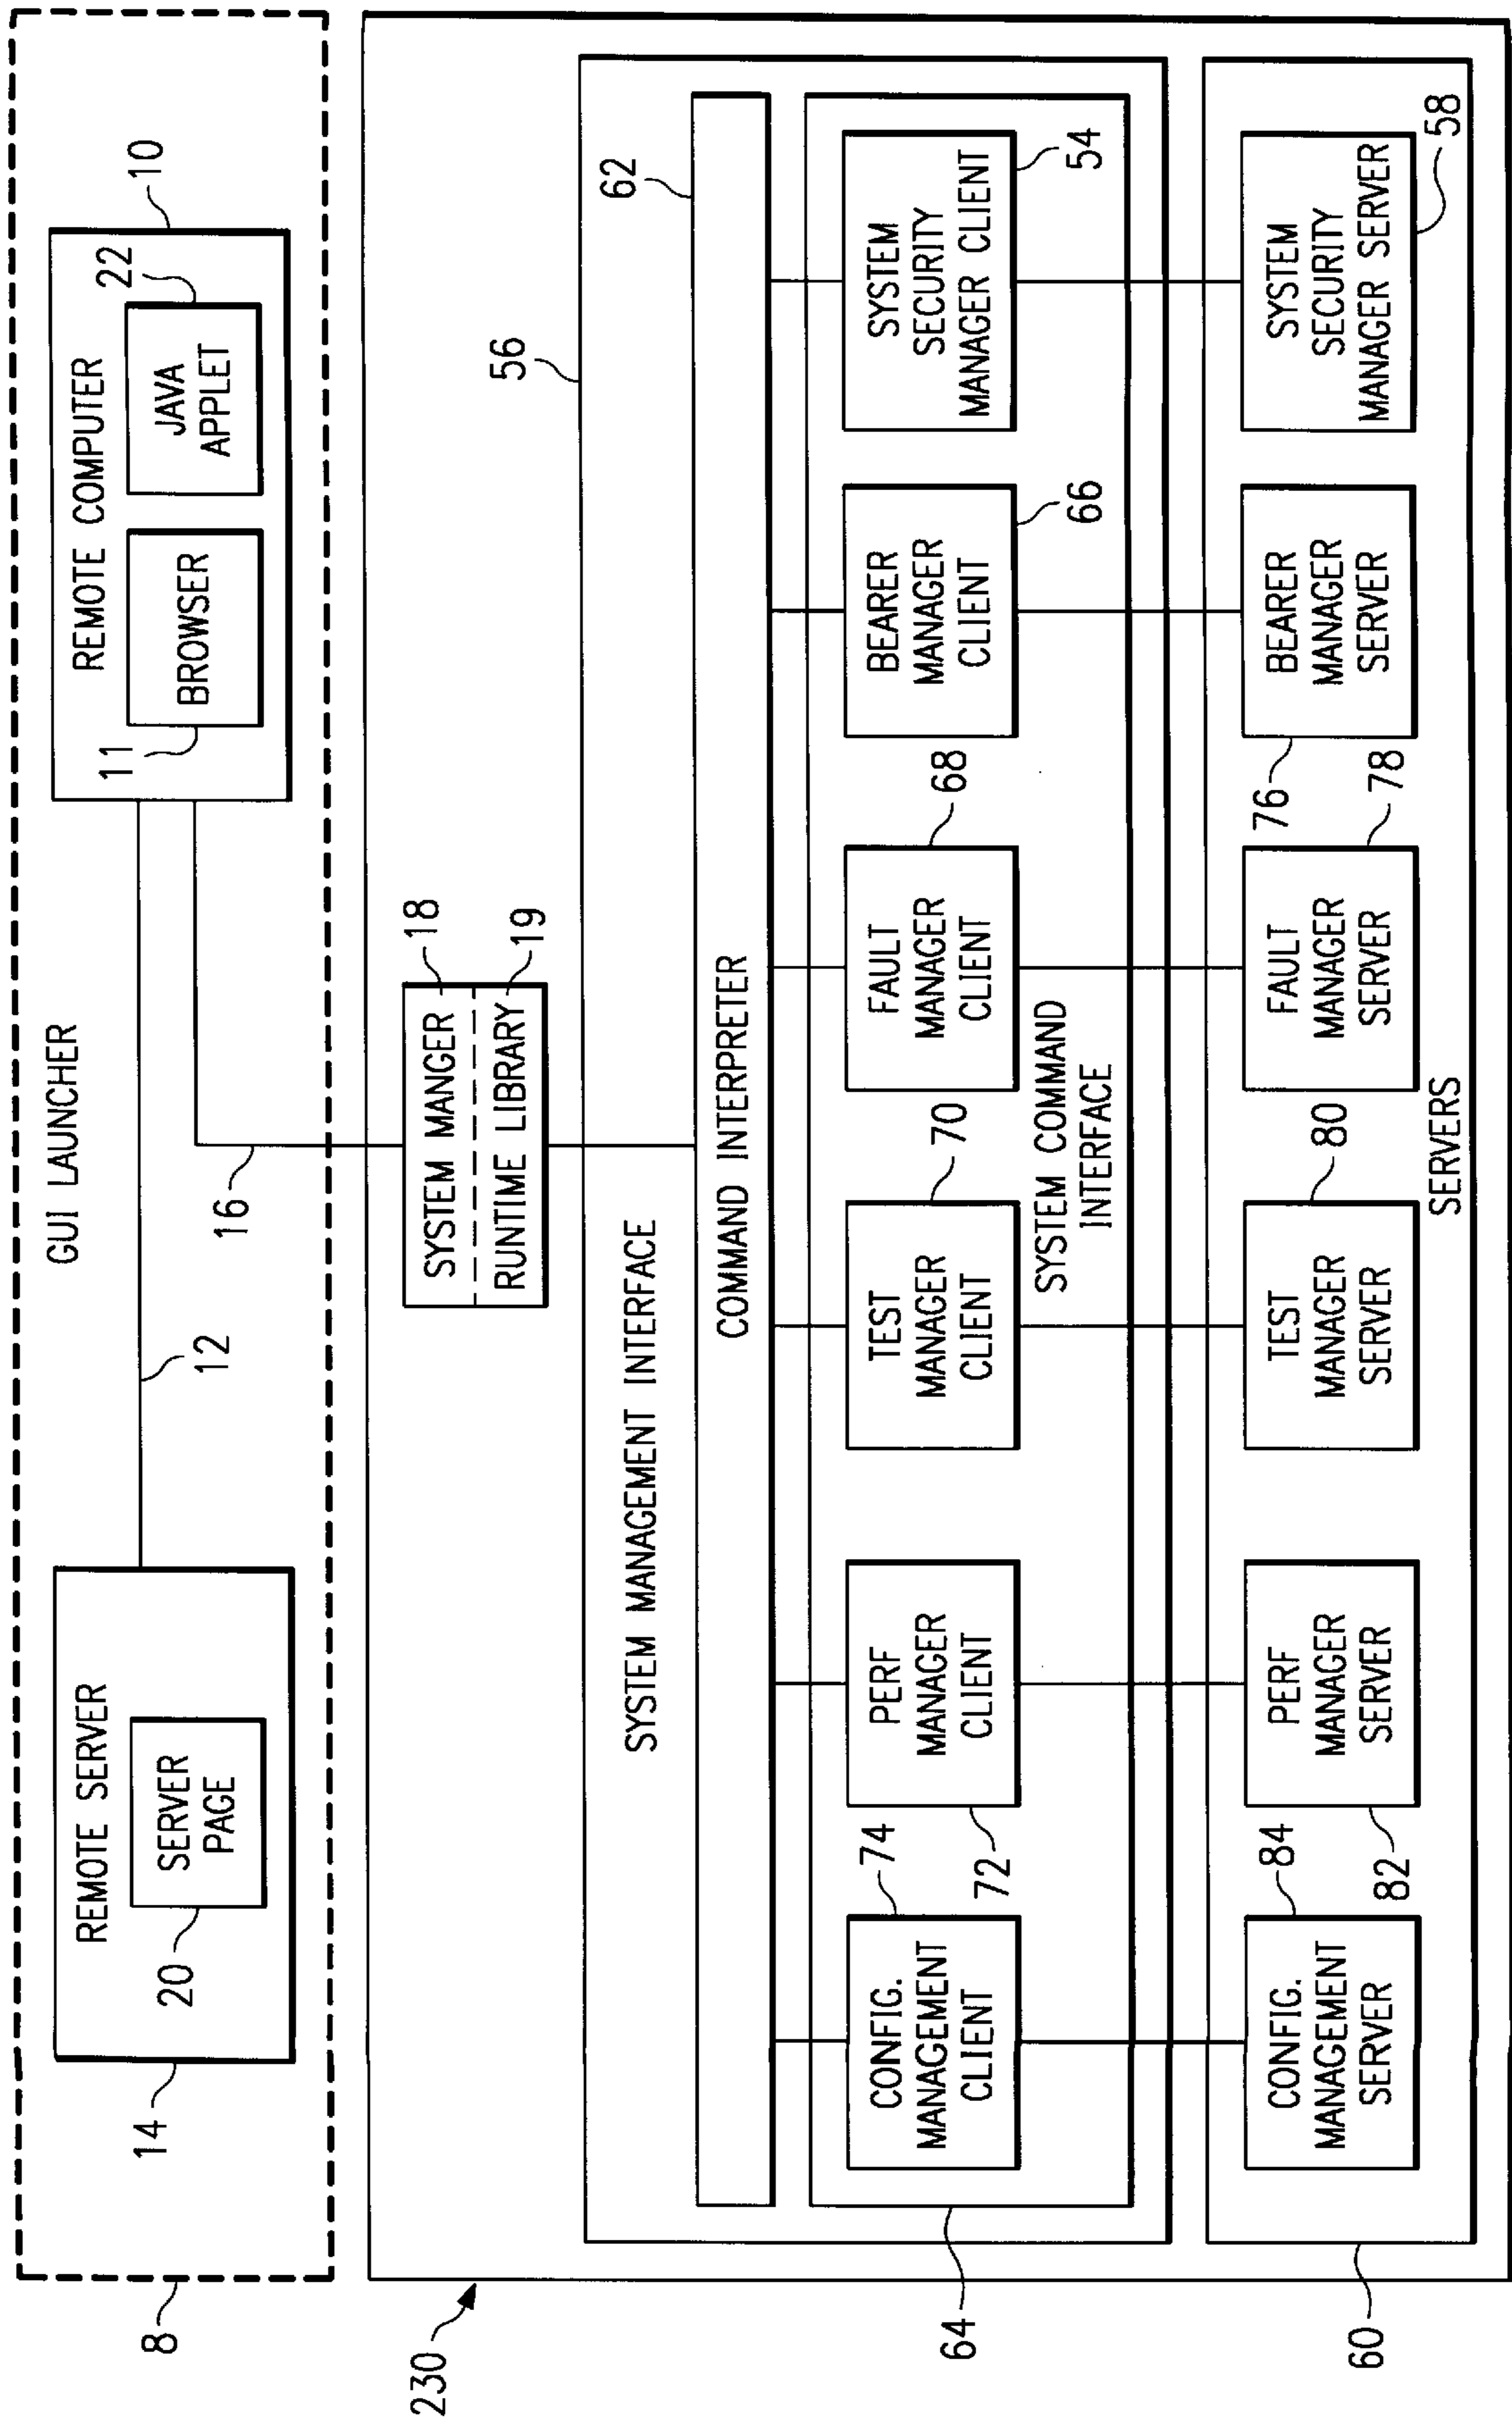 GUI LAUNCHER
8
REMOTE SERVER
14
SERVER
PAGE
20
12
16
REMOTE COMPUTER
10
BROWSER
11
JAVA
APPLET
22
230
SYSTEM MANGER
18
RUNTIME LIBRARY
19
SYSTEM MANAGEMENT INTERFACE
56
COMMAND INTERPRETER
62
CONFIG.
MANAGEMENT
CLIENT
74
PERF
MANAGER
CLIENT
72
TEST
MANAGER
CLIENT
70
FAULT
MANAGER
CLIENT
68
BEARER
MANAGER
CLIENT
66
SYSTEM
SECURITY
MANAGER CLIENT
54
SYSTEM COMMAND
INTERFACE
64
CONFIG.
MANAGEMENT
SERVER
84
PERF
MANAGER
SERVER
82
TEST
MANAGER
SERVER
80
FAULT
MANAGER
SERVER
78
BEARER
MANAGER
SERVER
76
SYSTEM
SECURITY
MANAGER SERVER
58
SERVERS
60